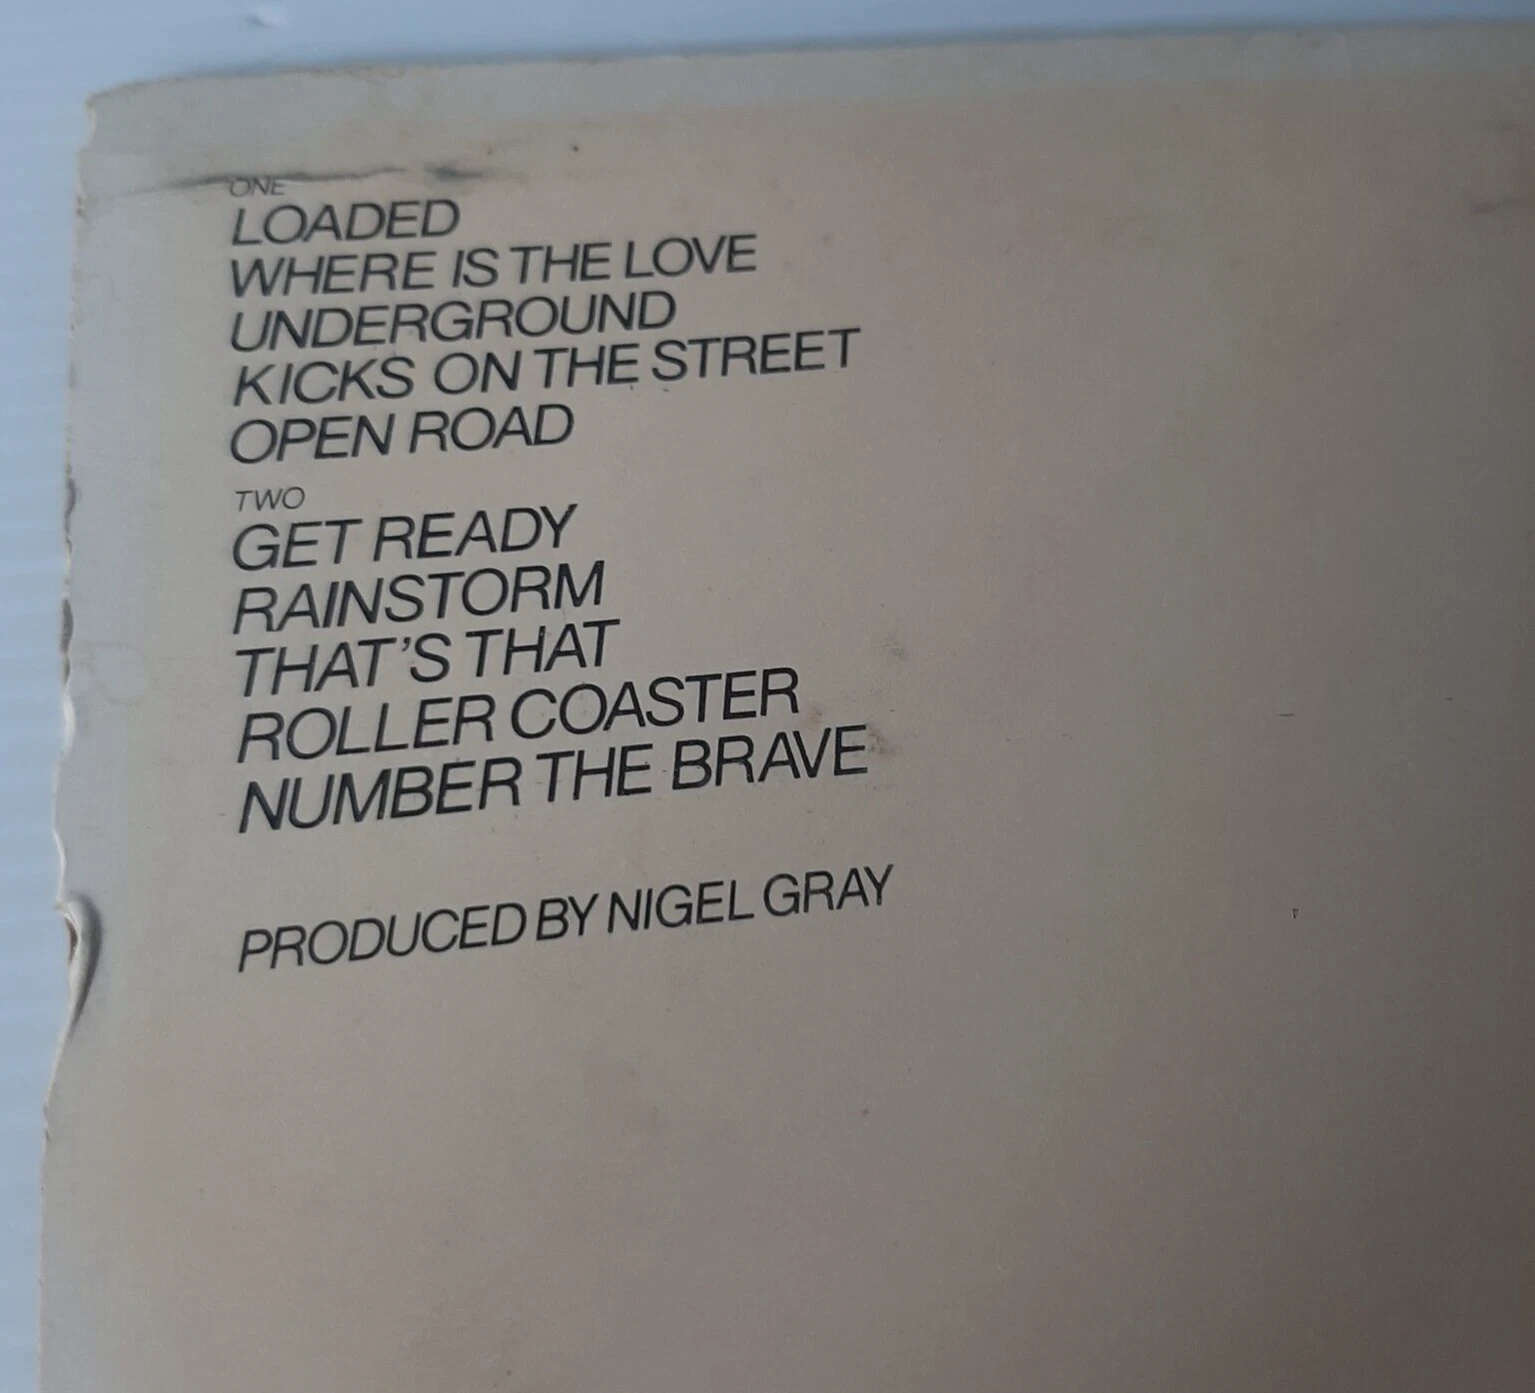 ONE
LOADED
WHERE IS THE LOVE
UNDERGROUND
KICKS ON THE STREET
OPEN ROAD
TWO
GET READY
RAINSTORM
THAT'S THAT
ROLLER COASTER
NUMBER THE BRAVE
PRODUCED BY NIGEL GRAY